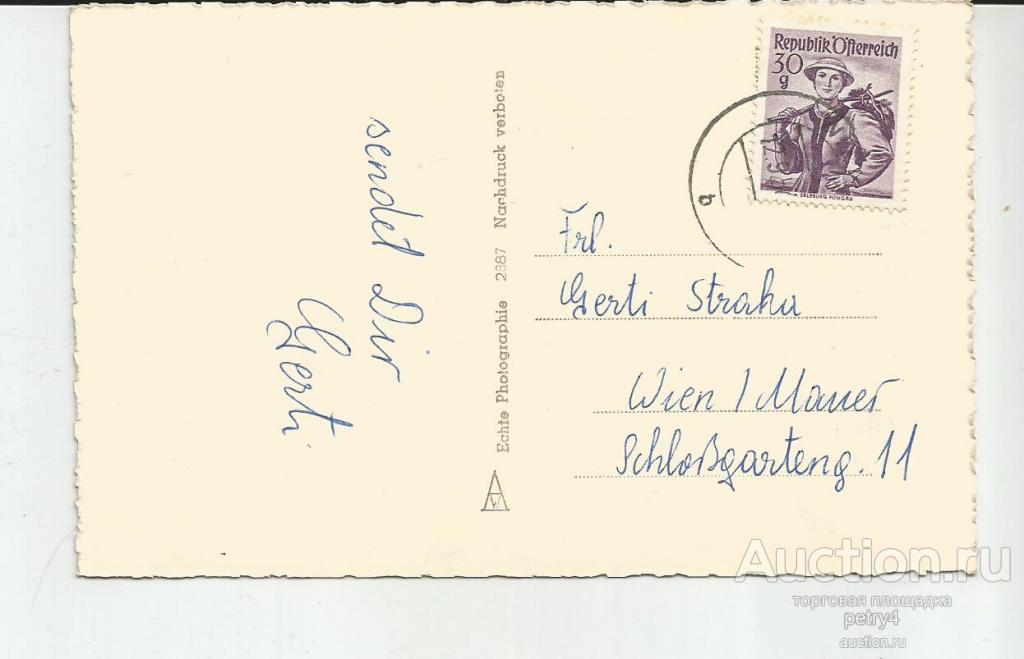 sendet Dir
Gerti
Echte Photographie 2887 Nachdruck verboten
Republik Österreich
30
g
SALZBURG PONGAU
a
Frl.
Gerti Straka
Wien / Mauer
Schloßgarteng. 11
Auction.ru
торговая площадка
petry4
auction.ru